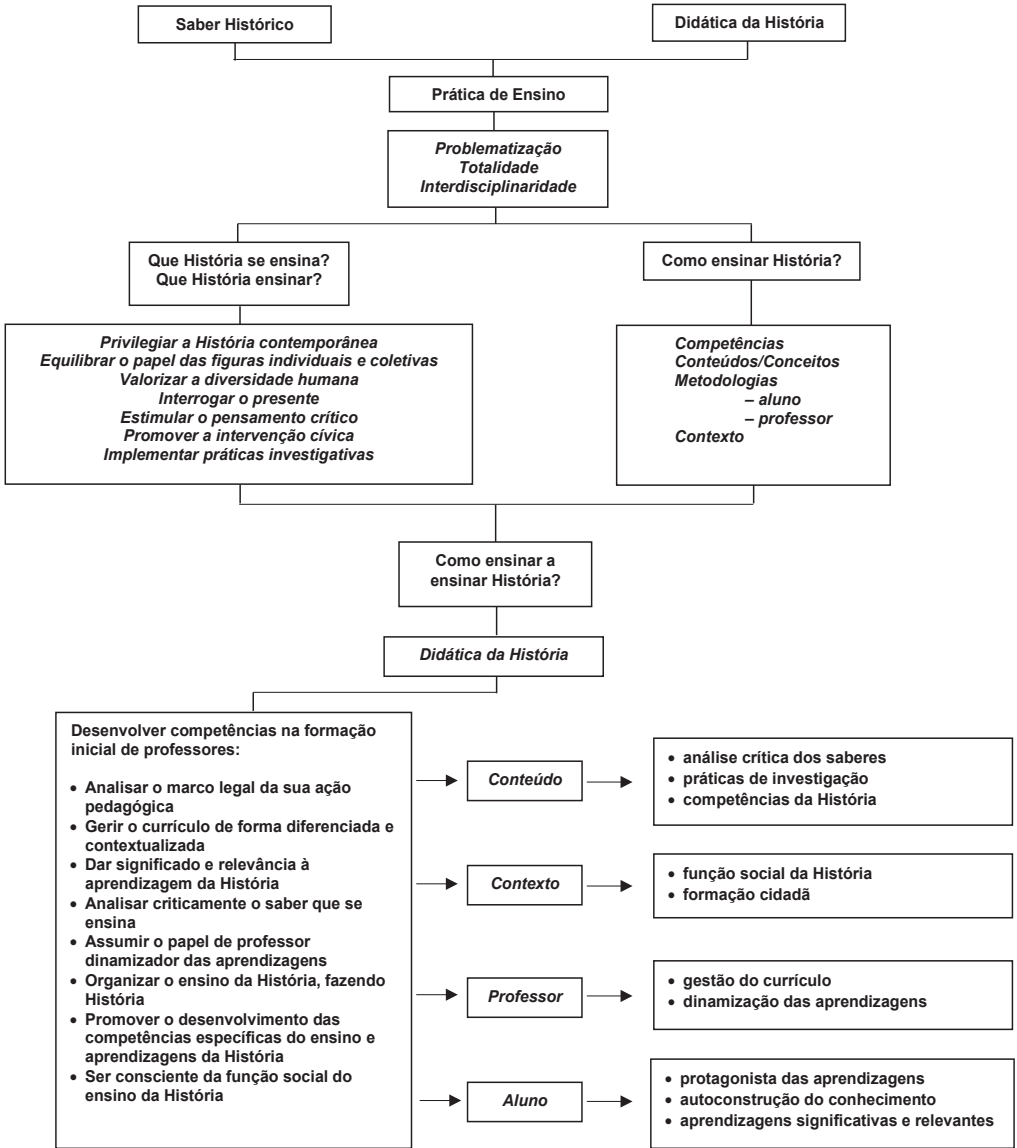 Saber Histórico
Didática da História
Prática de Ensino
Problematização
Totalidade
Interdisciplinaridade
Que História se ensina?
Que História ensinar?
Como ensinar História?
Privilegiar a História contemporânea
Equilibrar o papel das figuras individuais e coletivas
Valorizar a diversidade humana
Interrogar o presente
Estimular o pensamento crítico
Promover a intervenção cívica
Implementar práticas investigativas
Competências
Conteúdos/Conceitos
Metodologias
– aluno
– professor
Contexto
Como ensinar a
ensinar História?
Didática da História
Desenvolver competências na formação
inicial de professores:
• Analisar o marco legal da sua ação
pedagógica
• Gerir o currículo de forma diferenciada e
contextualizada
• Dar significado e relevância à
aprendizagem da História
• Analisar criticamente o saber que se
ensina
• Assumir o papel de professor
dinamizador das aprendizagens
• Organizar o ensino da História, fazendo
História
• Promover o desenvolvimento das
competências específicas do ensino e
aprendizagens da História
• Ser consciente da função social do
ensino da História
Conteúdo
• análise crítica dos saberes
• práticas de investigação
• competências da História
Contexto
• função social da História
• formação cidadã
Professor
• gestão do currículo
• dinamização das aprendizagens
Aluno
• protagonista das aprendizagens
• autoconstrução do conhecimento
• aprendizagens significativas e relevantes